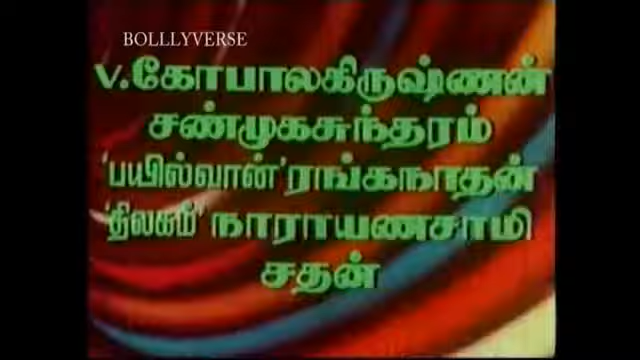 BOLLLYVERSE
v.கோபாலகிருஷ்ணன்
சண்முகசுந்தரம்
'பயில்வான்' ரங்கநாதன்
'திலகம்' நாராயணசாமி
சதன்